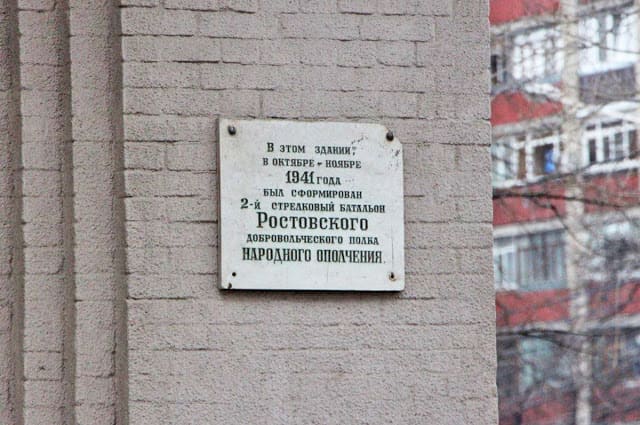 В этом здании,
в октябре - ноябре
1941 года
был сформирован
2-й стрелковый батальон
Ростовского
добровольческого полка
народного ополчения.